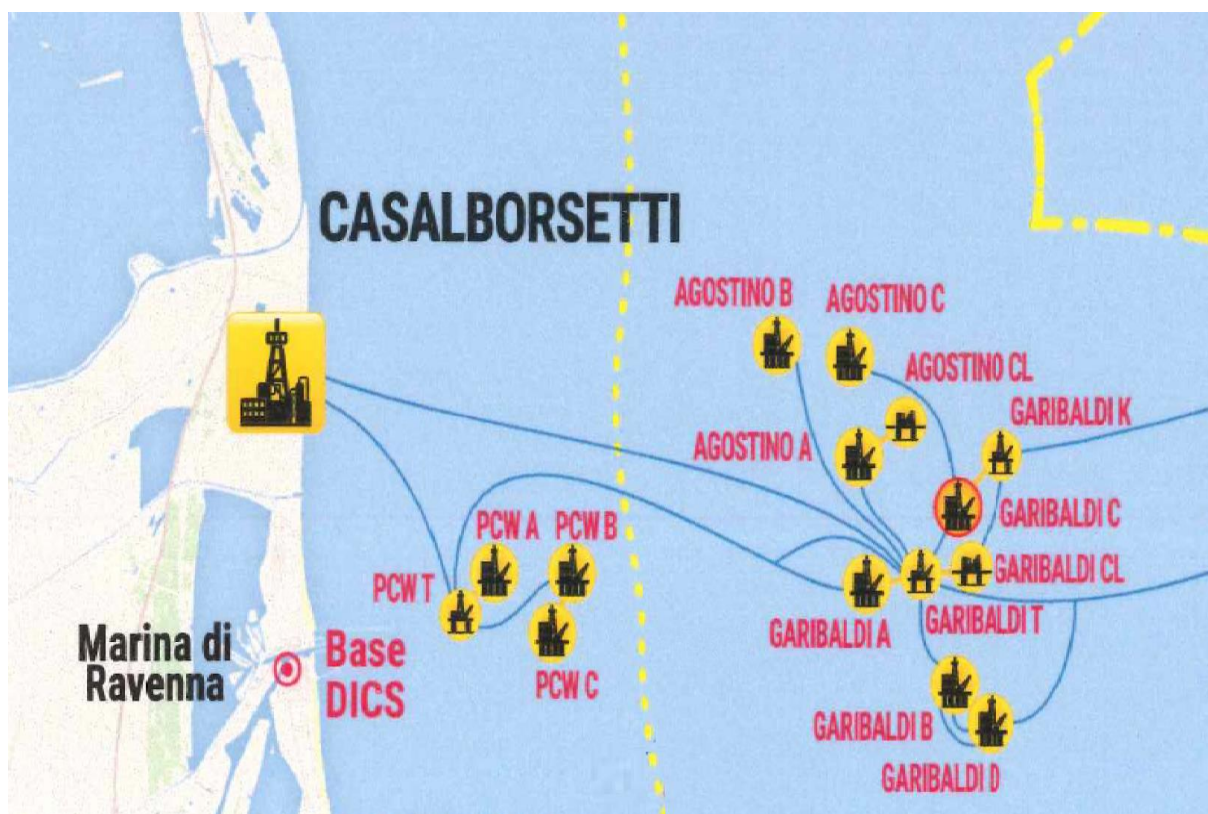 CASALBORSETTI
AGOSTINO B
AGOSTINO C
AGOSTINO CL
GARIBALDI K
AGOSTINO A
GARIBALDI C
PCW A
PCW B
GARIBALDI CL
PCW T
GARIBALDI T
GARIBALDI A
Marina di
Ravenna
Base
DICS
PCW C
GARIBALDI B
GARIBALDI D